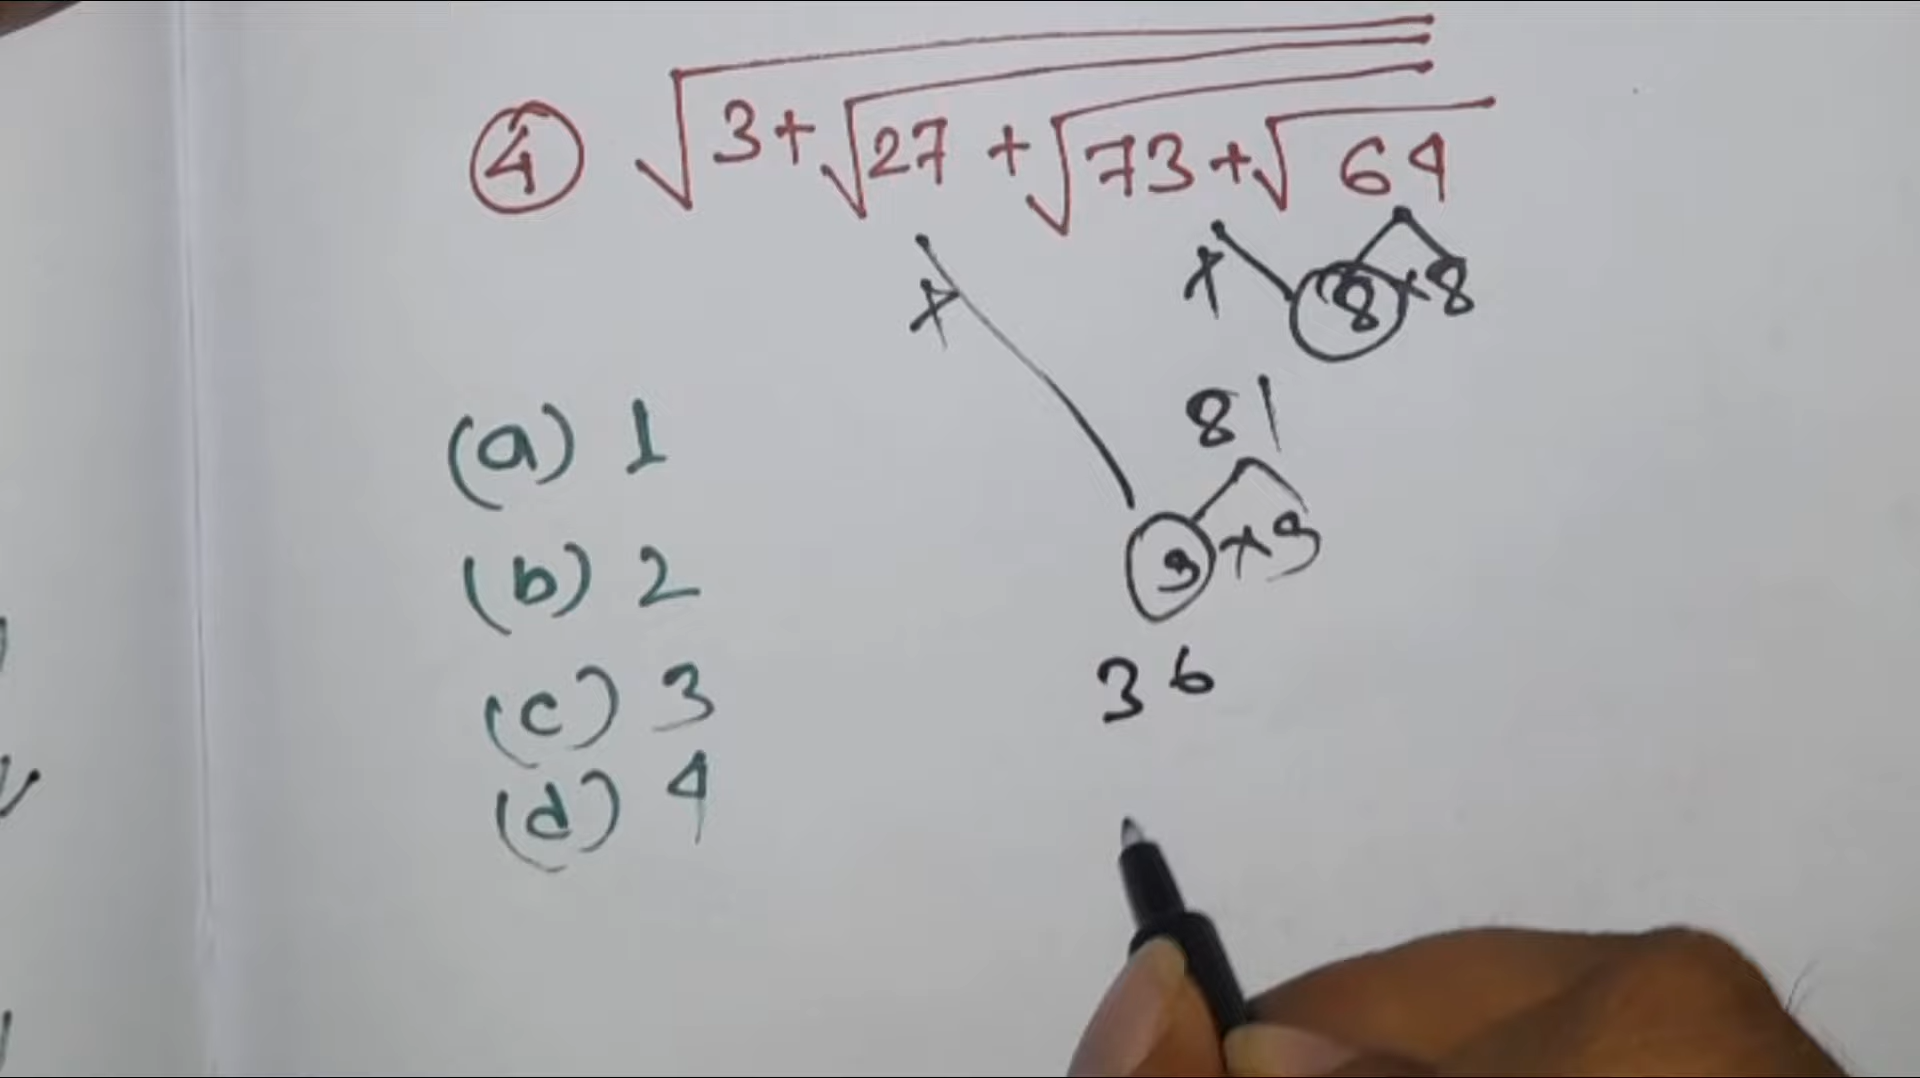 ④ √3+√27+√73+√64
+ 8×8
+
81
(a) 1
9×9
(b) 2
36
(c) 3
(d) 4